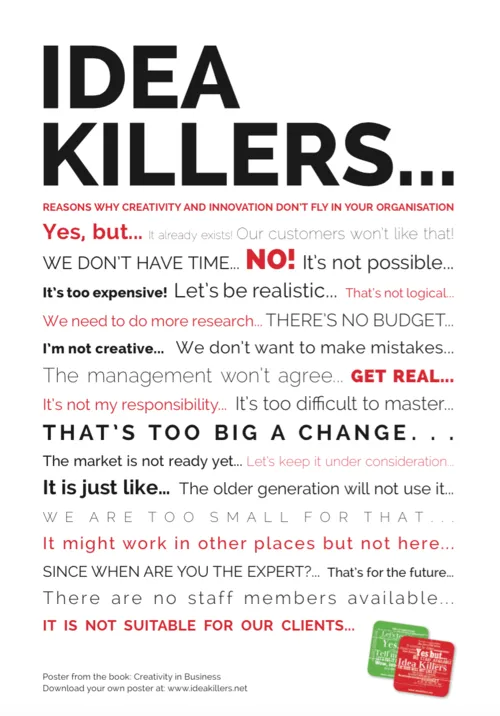 IDEA
KILLERS...
REASONS WHY CREATIVITY AND INNOVATION DON'T FLY IN YOUR ORGANISATION
Yes, but... It already exists! Our customers won't like that!
WE DON'T HAVE TIME... NO! It's not possible...
It's too expensive! Let's be realistic... That's not logical...
We need to do more research... THERE'S NO BUDGET...
I'm not creative... We don't want to make mistakes...
The management won't agree... GET REAL...
It's not my responsibility... It's too difficult to master...
THAT'S TOO BIG A CHANGE. . .
The market is not ready yet... Let's keep it under consideration...
It is just like... The older generation will not use it...
WE ARE TOO SMALL FOR THAT...
It might work in other places but not here...
SINCE WHEN ARE YOU THE EXPERT?... That's for the future...
There are no staff members available...
IT IS NOT SUITABLE FOR OUR CLIENTS...
Yes but...
Idea Killers
Poster from the book: Creativity in Business
Download your own poster at: www.ideakillers.net